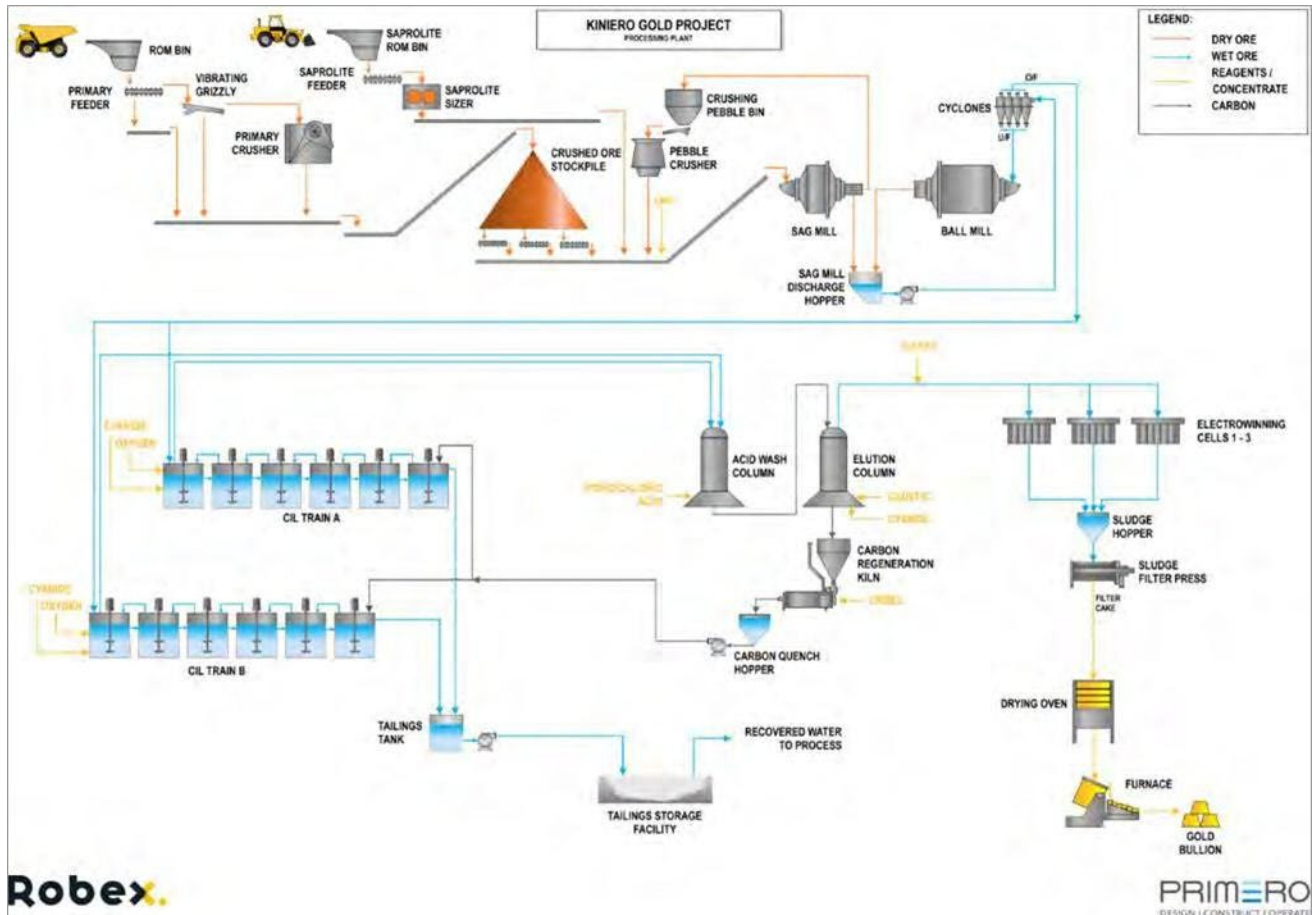 KINIERO GOLD PROJECT
PROCESSING PLANT
LEGEND:
DRY ORE
WET ORE
REAGENTS /
CONCENTRATE
CARBON
ROM BIN
PRIMARY
FEEDER
VIBRATING
GRIZZLY
PRIMARY
CRUSHER
SAPROLITE
ROM BIN
SAPROLITE
FEEDER
SAPROLITE
SIZER
CRUSHED ORE
STOCKPILE
CRUSHING
PEBBLE BIN
PEBBLE
CRUSHER
SAG MILL
BALL MILL
CYCLONES
O/F
U/F
SAG MILL
DISCHARGE
HOPPER
OXYGEN
CIL TRAIN A
CYANIDE
OXYGEN
CIL TRAIN B
ACID WASH
COLUMN
HYDROCHLORIC
ACID
ELUTION
COLUMN
CAUSTIC
CYANIDE
CARBON
REGENERATION
KILN
DIESEL
CARBON QUENCH
HOPPER
ELECTROWINNING
CELLS 1 - 3
SLUDGE
HOPPER
SLUDGE
FILTER PRESS
FILTER
CAKE
DRYING OVEN
FURNACE
GOLD
BULLION
TAILINGS
TANK
RECOVERED WATER
TO PROCESS
TAILINGS STORAGE
FACILITY
Robex.
PRIMERO
DESIGN | CONSTRUCT | OPERATE